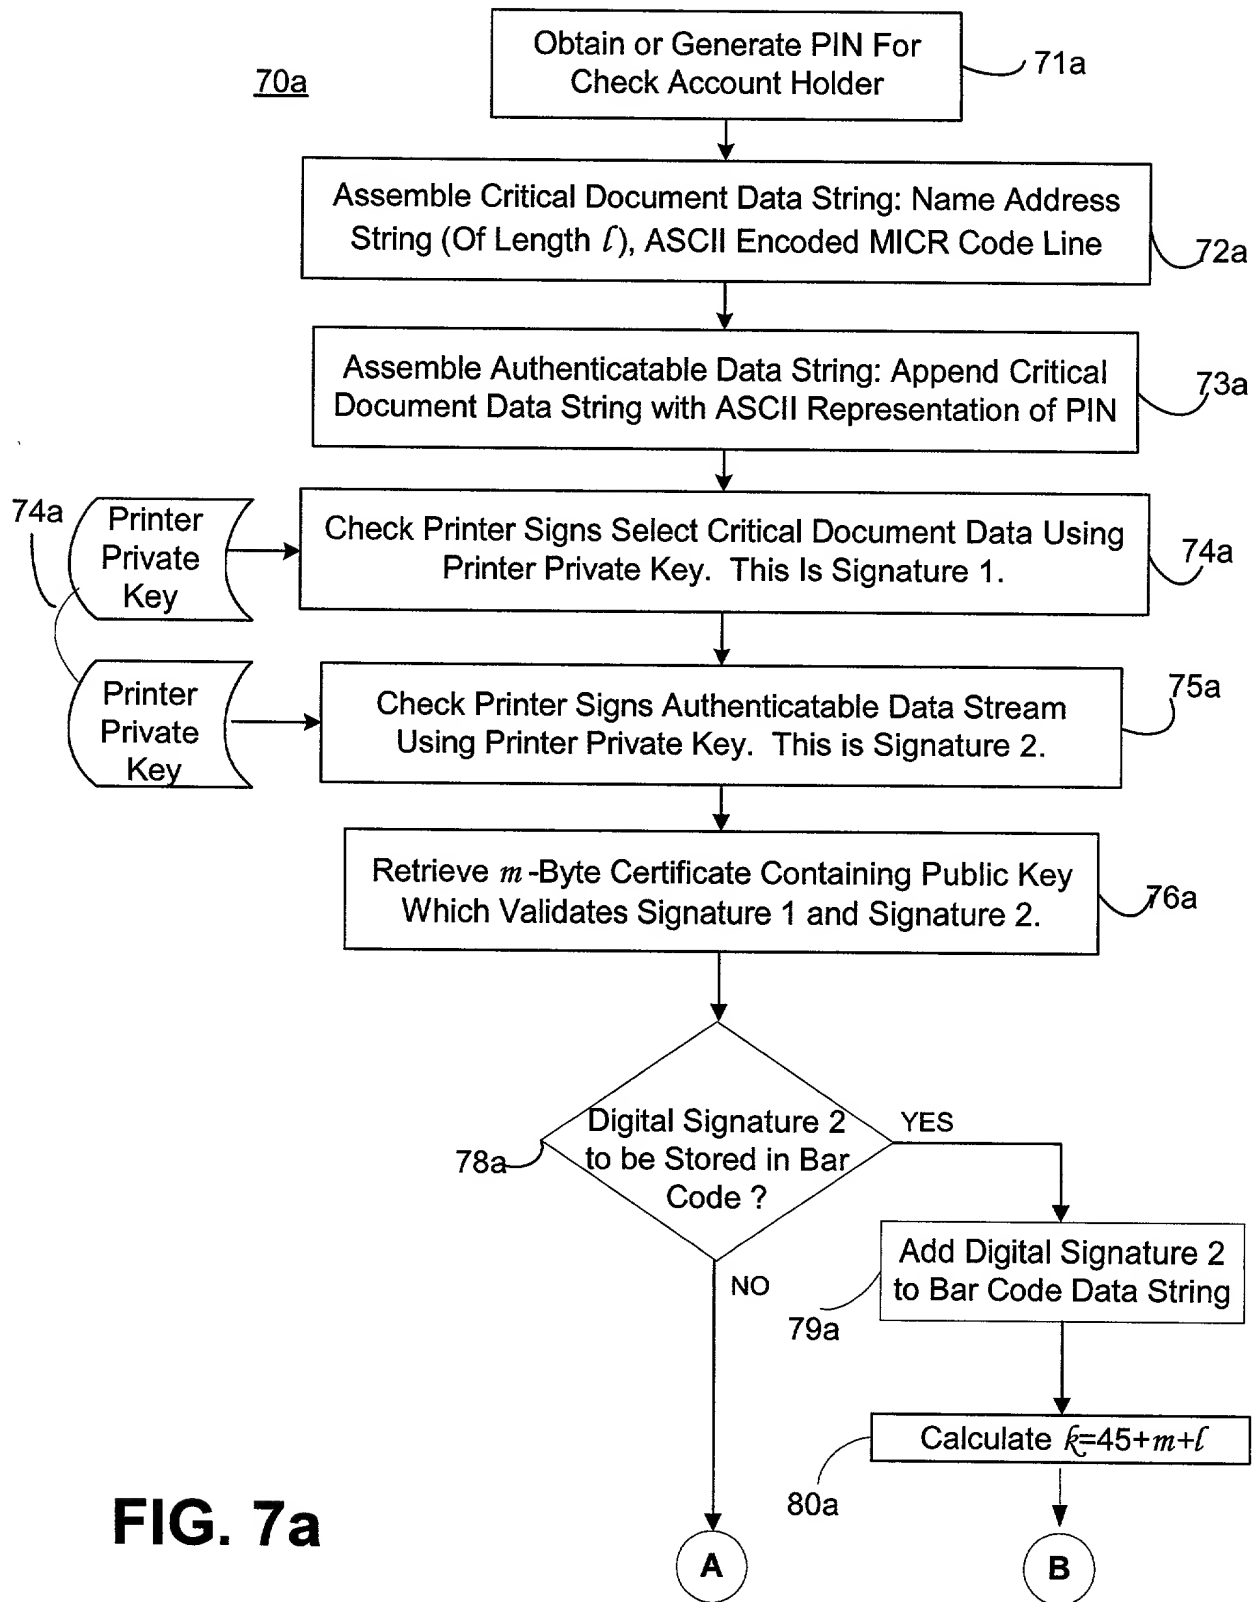 Obtain or Generate PIN For
Check Account Holder
71a
70a
Assemble Critical Document Data String: Name Address
String (Of Length l), ASCII Encoded MICR Code Line
72a
Assemble Authenticatable Data String: Append Critical
Document Data String with ASCII Representation of PIN
73a
74a
Printer
Private
Key
Check Printer Signs Select Critical Document Data Using
Printer Private Key. This Is Signature 1.
74a
Printer
Private
Key
Check Printer Signs Authenticatable Data Stream
Using Printer Private Key. This is Signature 2.
75a
Retrieve m-Byte Certificate Containing Public Key
Which Validates Signature 1 and Signature 2.
76a
Digital Signature 2
to be Stored in Bar
Code ?
78a
YES
NO
Add Digital Signature 2
to Bar Code Data String
79a
Calculate k=45+m+l
80a
A
B
FIG. 7a